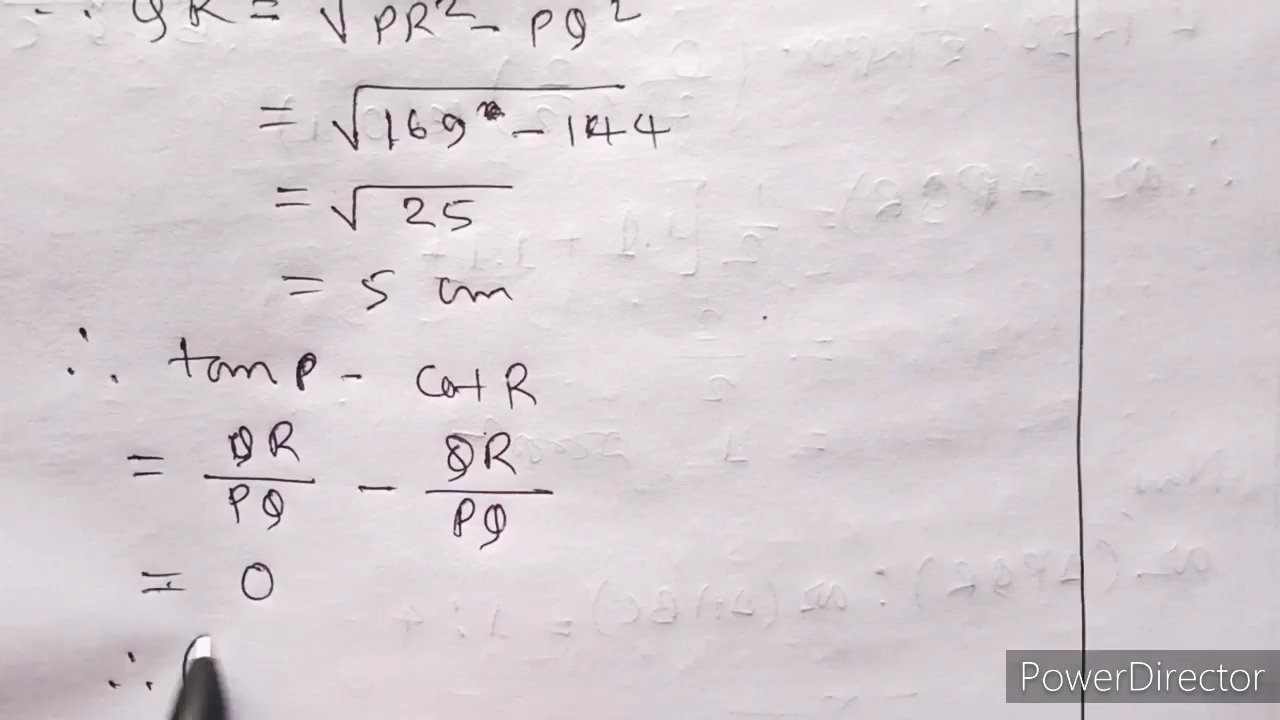 ∴ QR = √PR² - PQ²
= √169 - 144
= √25
= 5 cm
∴ tan P - Cot R
= QR/PQ - QR/PQ
= 0
∴
PowerDirector